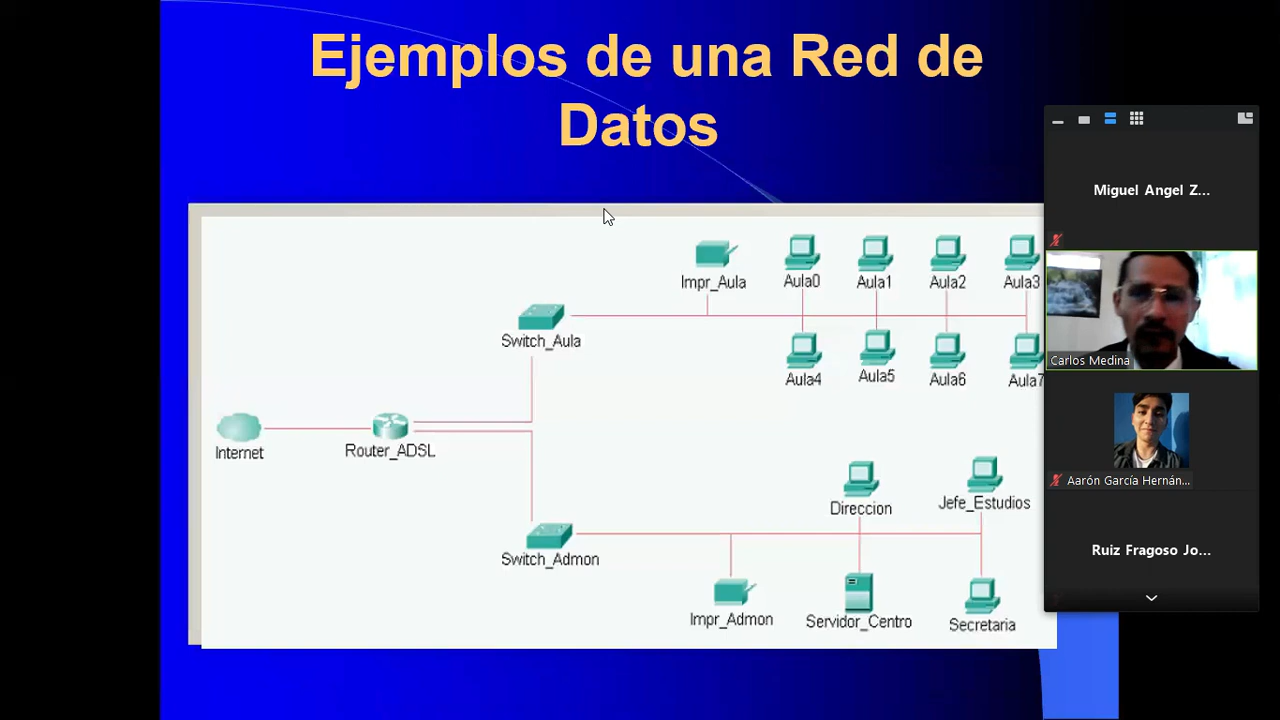 Ejemplos de una Red de
Datos
Miguel Angel Z...
Impr_Aula
Aula0
Aula1
Aula2
Aula3
Switch_Aula
Carlos Medina
Aula4
Aula5
Aula6
Aula7
Internet
Router_ADSL
Aarón García Hernán...
Direccion
Jefe_Estudios
Switch_Admon
Ruiz Fragoso Jo...
Impr_Admon
Servidor_Centro
Secretaria